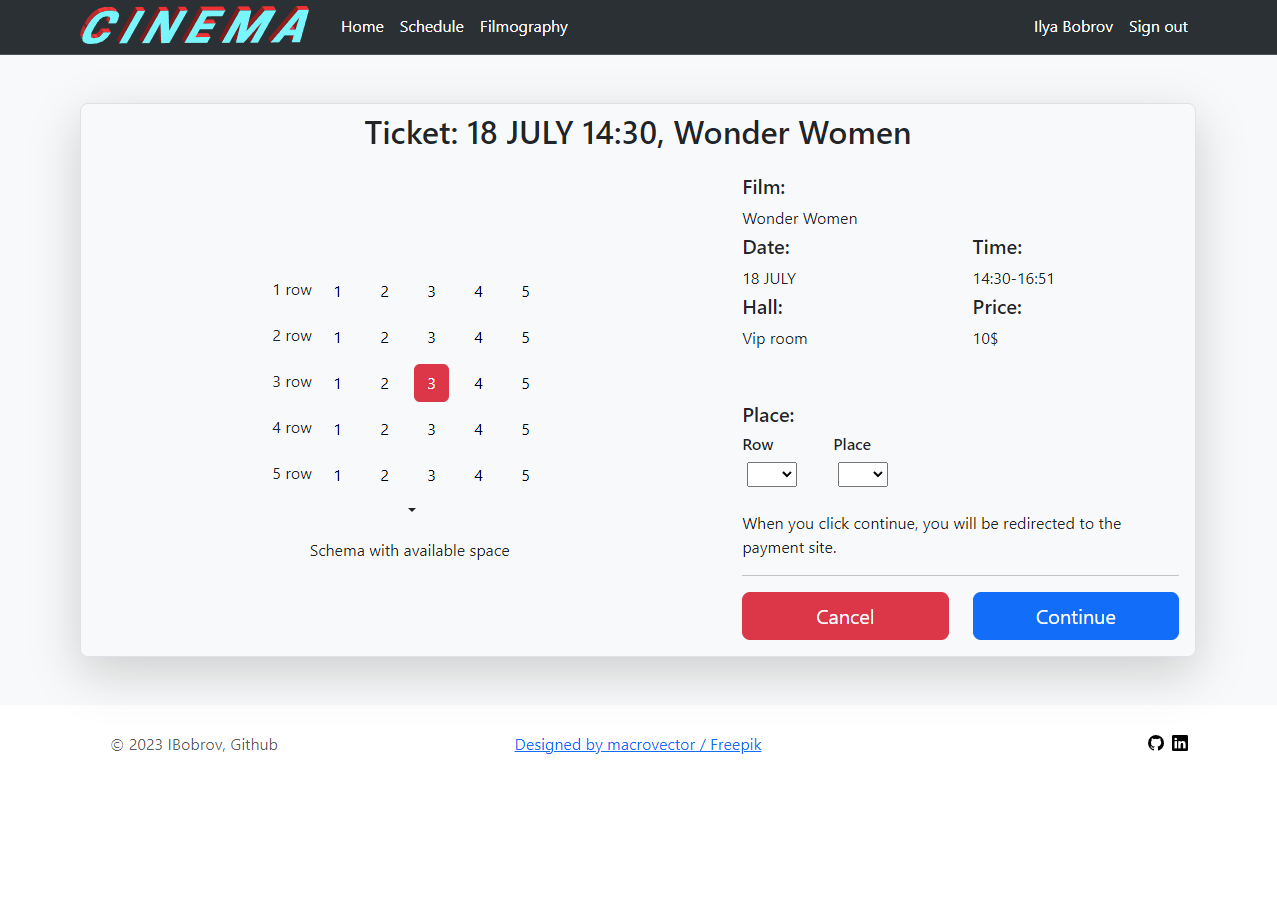 CINEMA Home Schedule Filmography Ilya Bobrov Sign out
Ticket: 18 JULY 14:30, Wonder Women
1 row 1 2 3 4 5
2 row 1 2 3 4 5
3 row 1 2 3 4 5
4 row 1 2 3 4 5
5 row 1 2 3 4 5
Schema with available space
Film:
Wonder Women
Date: Time:
18 JULY 14:30-16:51
Hall: Price:
Vip room 10$
Place:
Row Place
When you click continue, you will be redirected to the
payment site.
Cancel Continue
© 2023 IBobrov, Github Designed by macrovector / Freepik in